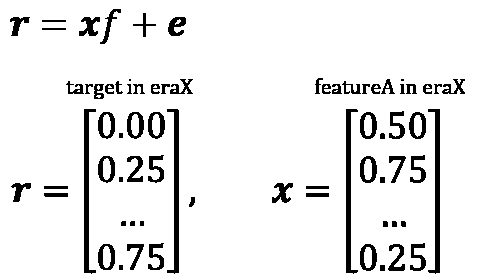 r = xf + e
target in eraX
featureA in eraX
r = [0.00 0.25 ... 0.75], x = [0.50 0.75 ... 0.25]